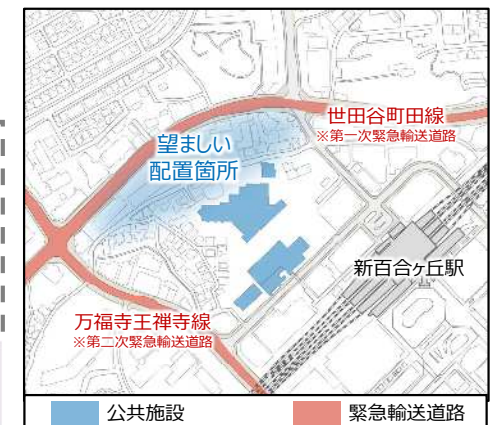 世田谷町田線
※第一次緊急輸送道路
望ましい
配置箇所
新百合ヶ丘駅
万福寺王禅寺線
※第二次緊急輸送道路
公共施設
緊急輸送道路